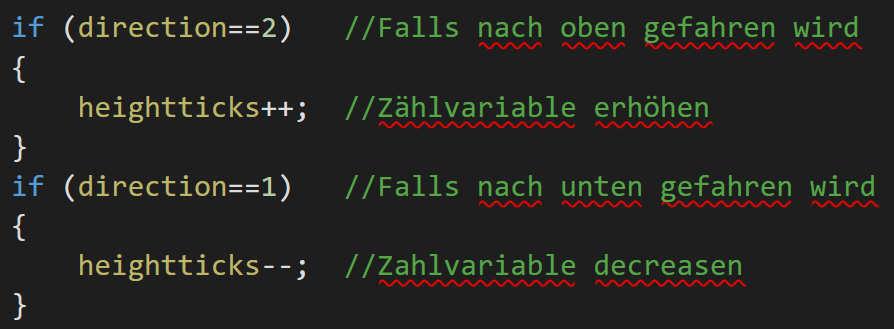 if (direction==2)   //Falls nach oben gefahren wird
{
    heightticks++;  //Zählvariable erhöhen
}
if (direction==1)   //Falls nach unten gefahren wird
{
    heightticks--;  //Zahlvariable decreasen
}